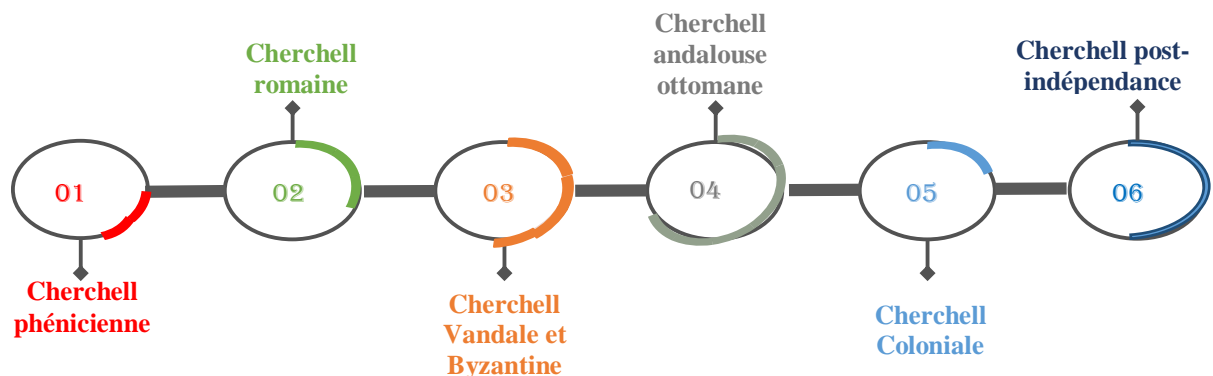 Cherchell
romaine
Cherchell
andalouse
ottomane
Cherchell post-
indépendance
01
02
03
04
05
06
Cherchell
phénicienne
Cherchell
Vandale et
Byzantine
Cherchell
Coloniale